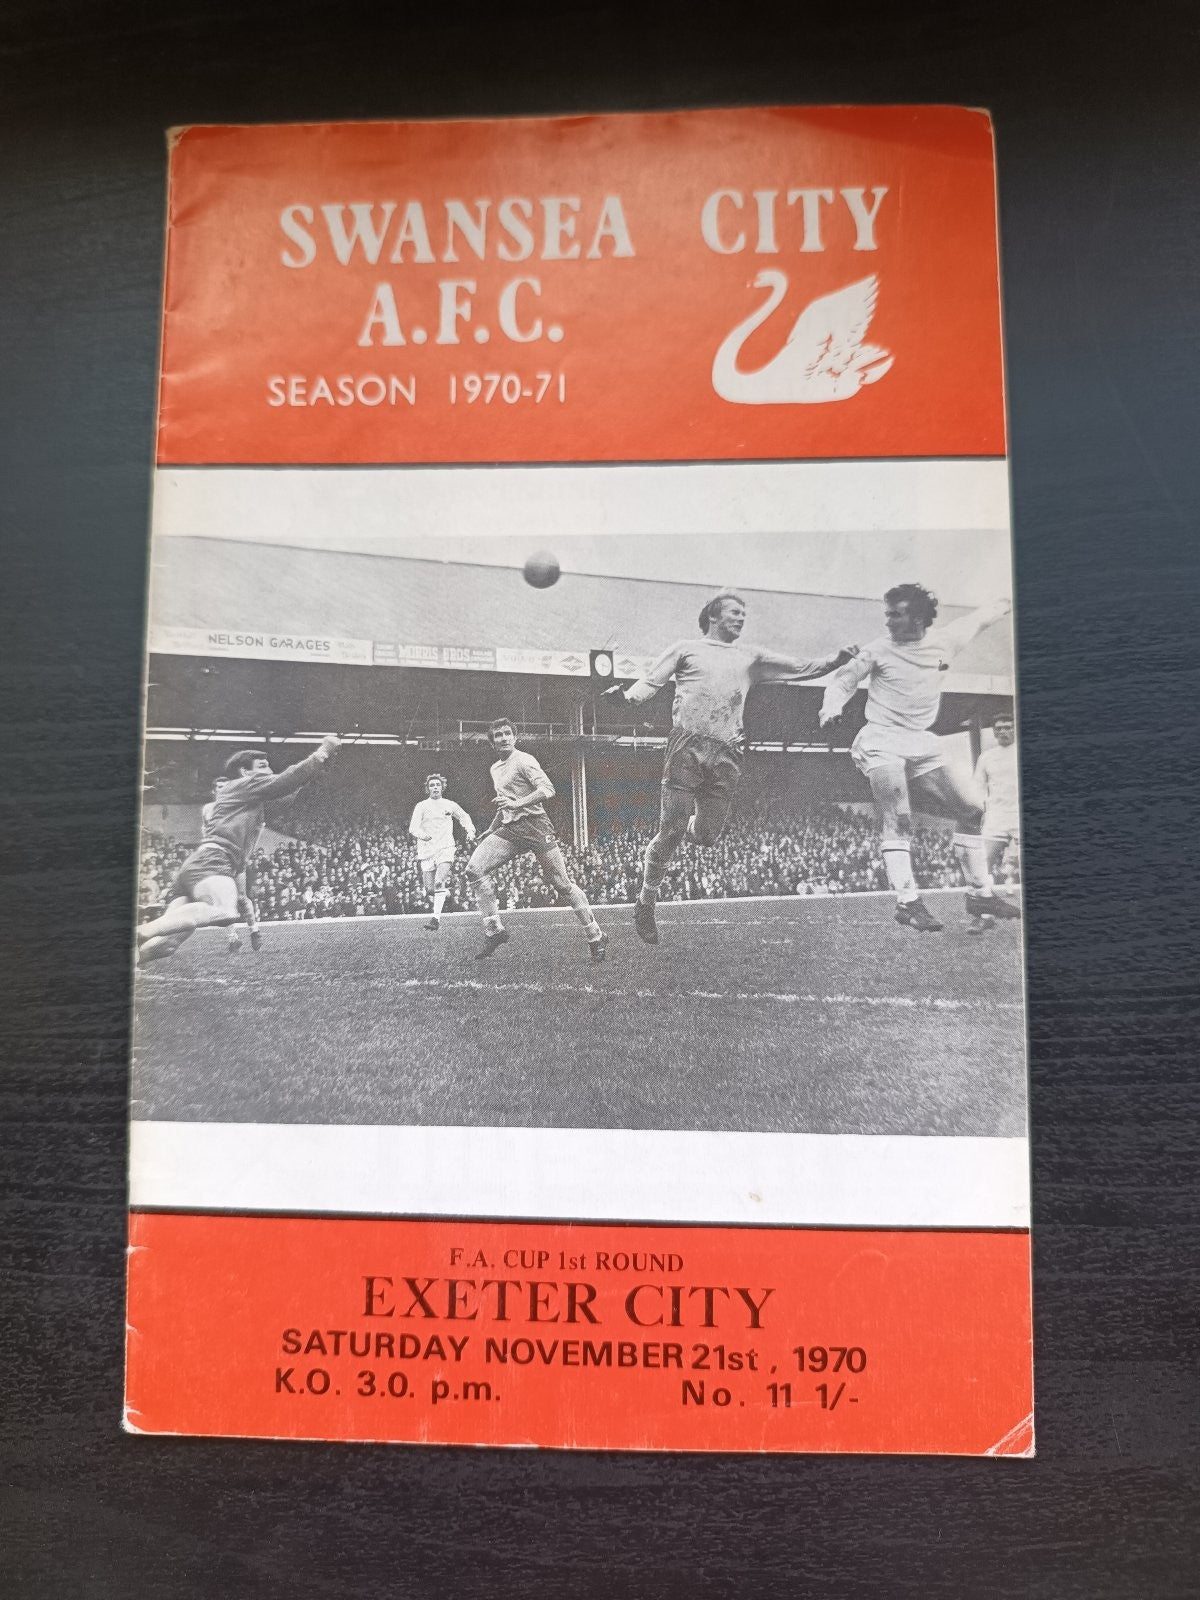 SWANSEA CITY
A.F.C.
SEASON 1970-71
NELSON GARAGES
MORRIS BROS
F.A. CUP 1st ROUND
EXETER CITY
SATURDAY NOVEMBER 21st, 1970
K.O. 3.0. p.m. No. 11 1/-